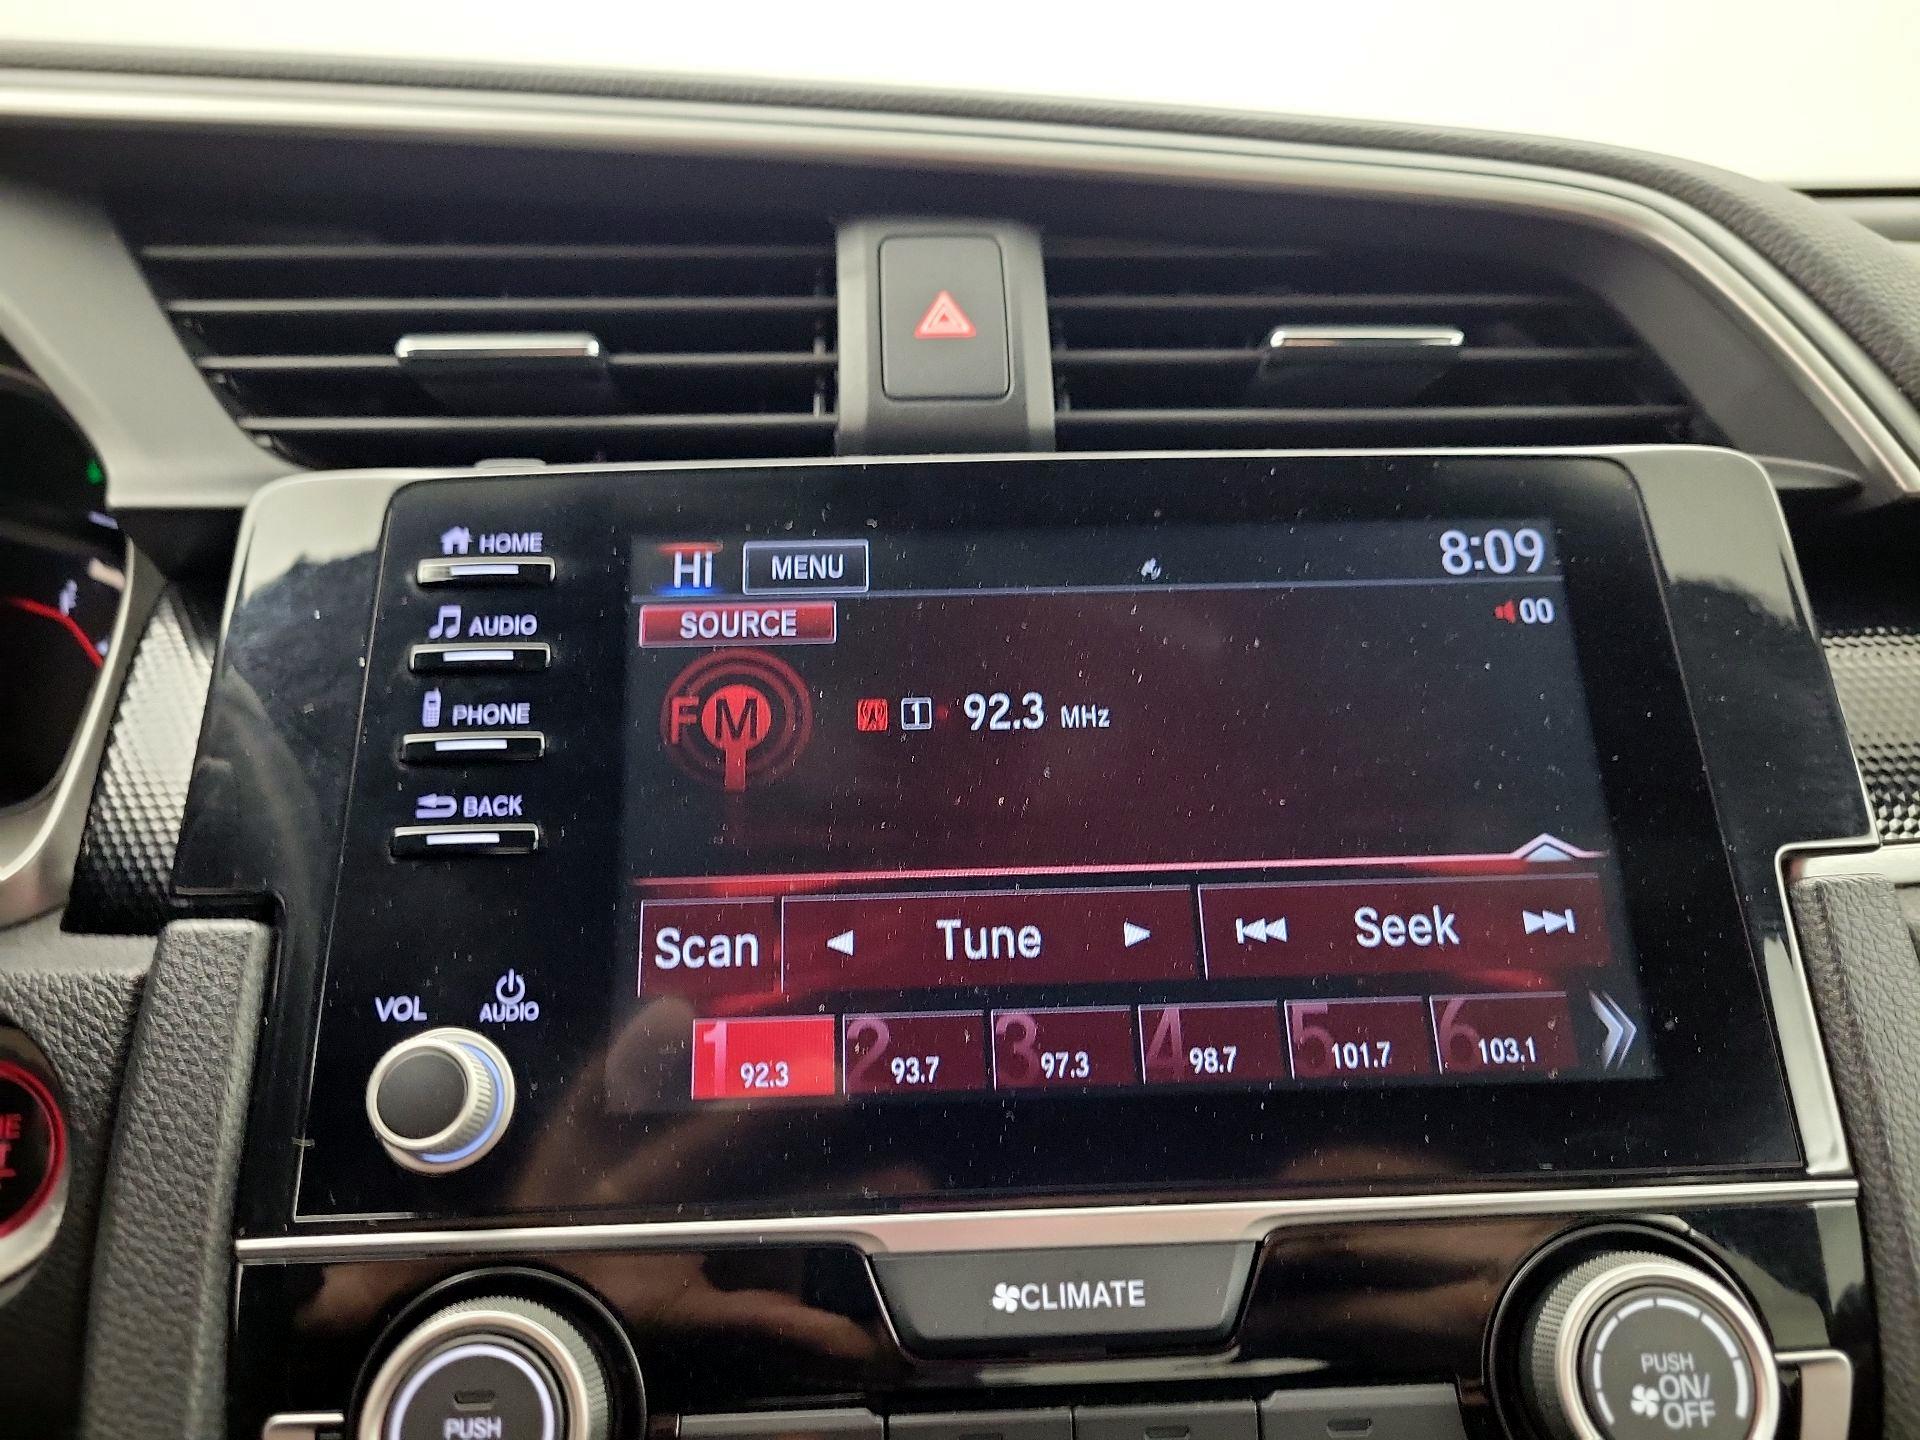 HOME
AUDIO
PHONE
BACK
VOL
AUDIO
Hi MENU 8:09
SOURCE 00
FM 1 92.3 MHz
Scan Tune Seek
1 92.3 2 93.7 3 97.3 4 98.7 5 101.7 6 103.1
CLIMATE
PUSH
PUSH
ON/
OFF